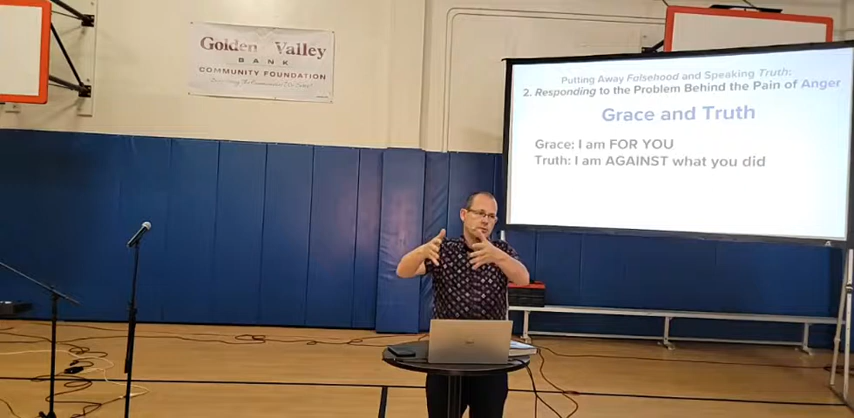 Golden Valley
BANK
COMMUNITY FOUNDATION
Putting Away Falsehood and Speaking Truth:
2. Responding to the Problem Behind the Pain of Anger
Grace and Truth
Grace: I am FOR YOU
Truth: I am AGAINST what you did